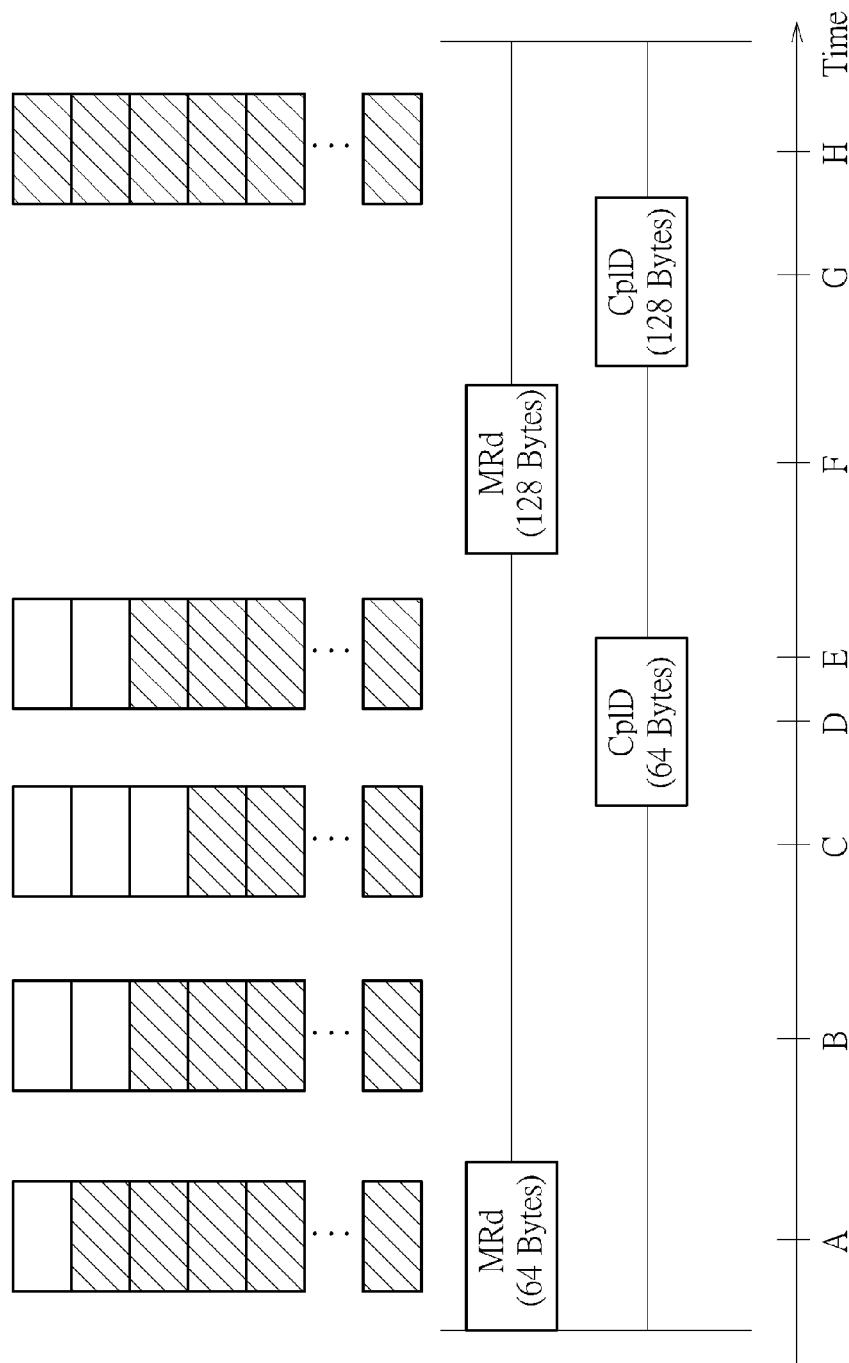 MRd
(64 Bytes)
MRd
(128 Bytes)
CplD
(64 Bytes)
CplD
(128 Bytes)
A
B
C
D
E
F
G
H
Time